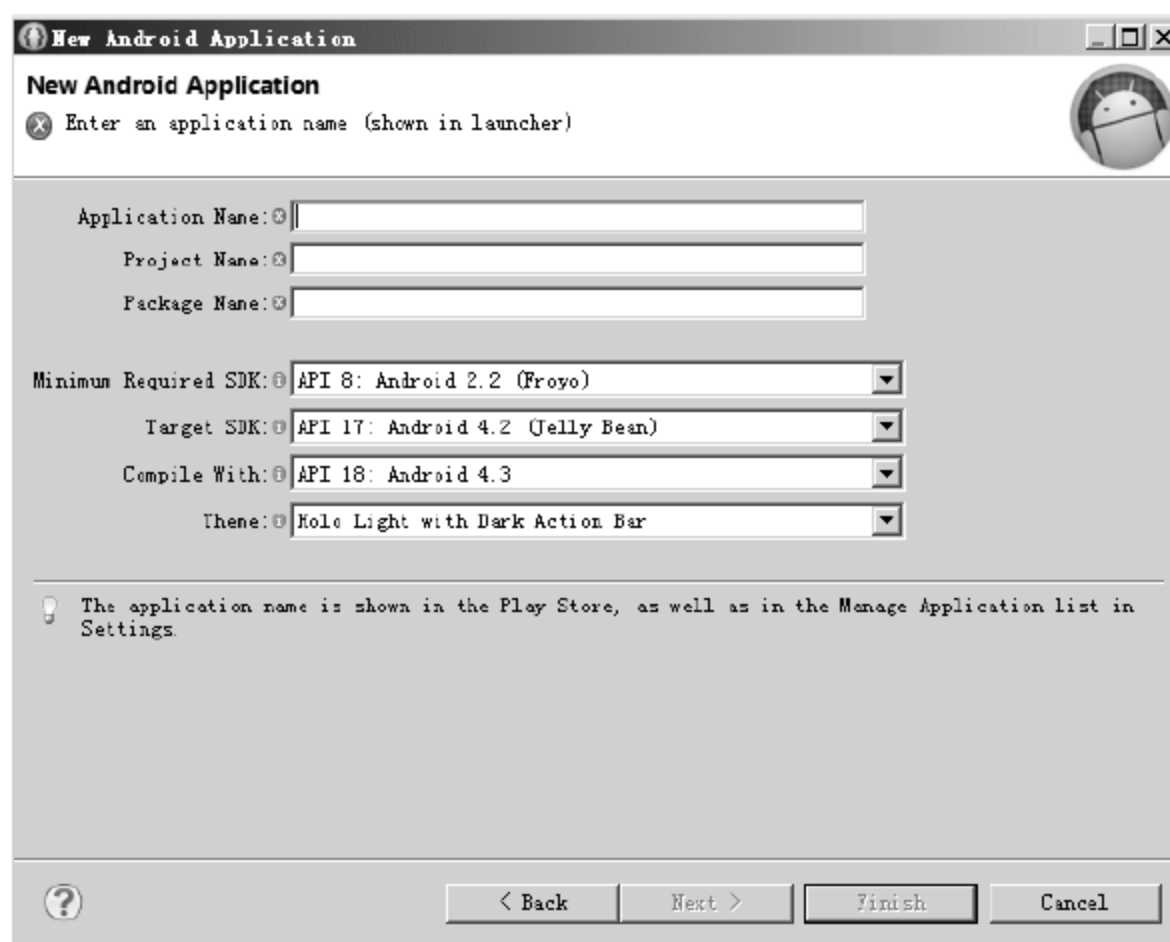 New Android Application
New Android Application
Enter an application name (shown in launcher)
Application Name:
Project Name:
Package Name:
Minimum Required SDK: API 8: Android 2.2 (Froyo)
Target SDK: API 17: Android 4.2 (Jelly Bean)
Compile With: API 18: Android 4.3
Theme: Holo Light with Dark Action Bar
The application name is shown in the Play Store, as well as in the Manage Application list in
Settings.
< Back Next > Finish Cancel